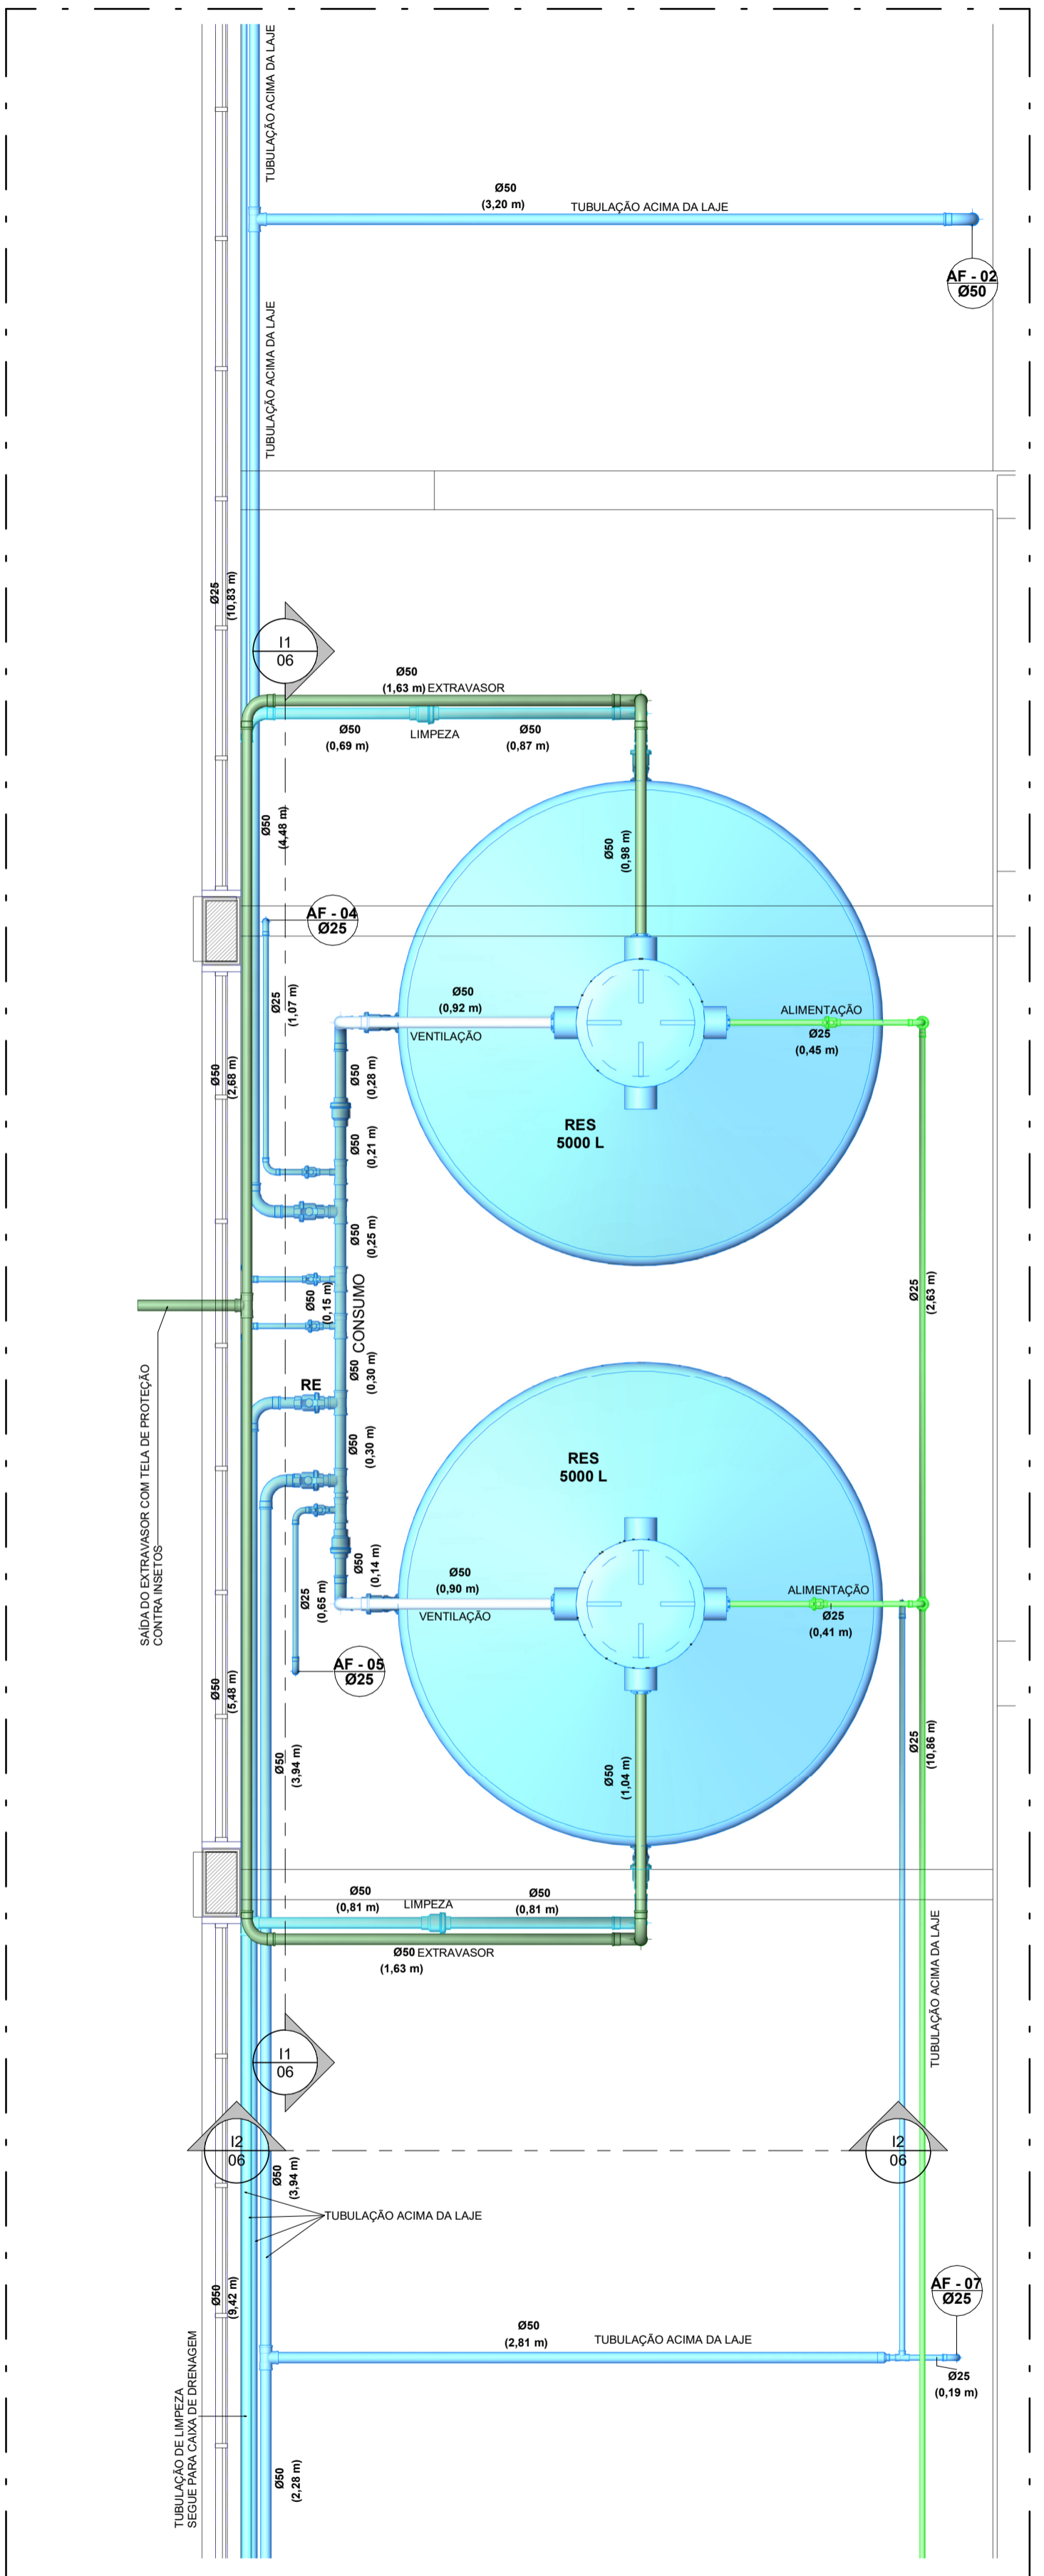 TUBULAÇÃO ACIMA DA LAJE
Ø50
(3,20 m)
TUBULAÇÃO ACIMA DA LAJE
AF - 02
Ø50
TUBULAÇÃO ACIMA DA LAJE
Ø25
(10,83 m)
I1
06
Ø50
(1,63 m)
EXTRAVASOR
Ø50
(0,69 m)
LIMPEZA
Ø50
(0,87 m)
Ø50
(4,48 m)
Ø50
(0,98 m)
AF - 04
Ø25
Ø25
(1,07 m)
Ø50
(0,92 m)
VENTILAÇÃO
ALIMENTAÇÃO
Ø25
(0,45 m)
Ø50
(2,68 m)
Ø50
(0,28 m)
RES
5000 L
Ø50
(0,21 m)
Ø50
(0,25 m)
Ø50
(0,15 m)
CONSUMO
Ø25
(2,63 m)
SAÍDA DO EXTRAVASOR COM TELA DE PROTEÇÃO
CONTRA INSETOS
Ø50
(0,30 m)
RE
Ø50
(0,30 m)
RES
5000 L
Ø50
(0,14 m)
Ø50
(0,90 m)
VENTILAÇÃO
ALIMENTAÇÃO
Ø25
(0,41 m)
Ø25
(0,65 m)
AF - 05
Ø25
Ø50
(5,48 m)
Ø50
(3,94 m)
Ø50
(1,04 m)
Ø25
(10,86 m)
Ø50
(0,81 m)
LIMPEZA
Ø50
(0,81 m)
Ø50
EXTRAVASOR
(1,63 m)
TUBULAÇÃO ACIMA DA LAJE
I1
06
I2
06
I2
06
Ø50
(3,94 m)
TUBULAÇÃO ACIMA DA LAJE
Ø50
(9,42 m)
AF - 07
Ø25
Ø50
(2,81 m)
TUBULAÇÃO ACIMA DA LAJE
Ø25
(0,19 m)
TUBULAÇÃO DE LIMPEZA
SEGUE PARA CAIXA DE DRENAGEM
Ø50
(2,28 m)